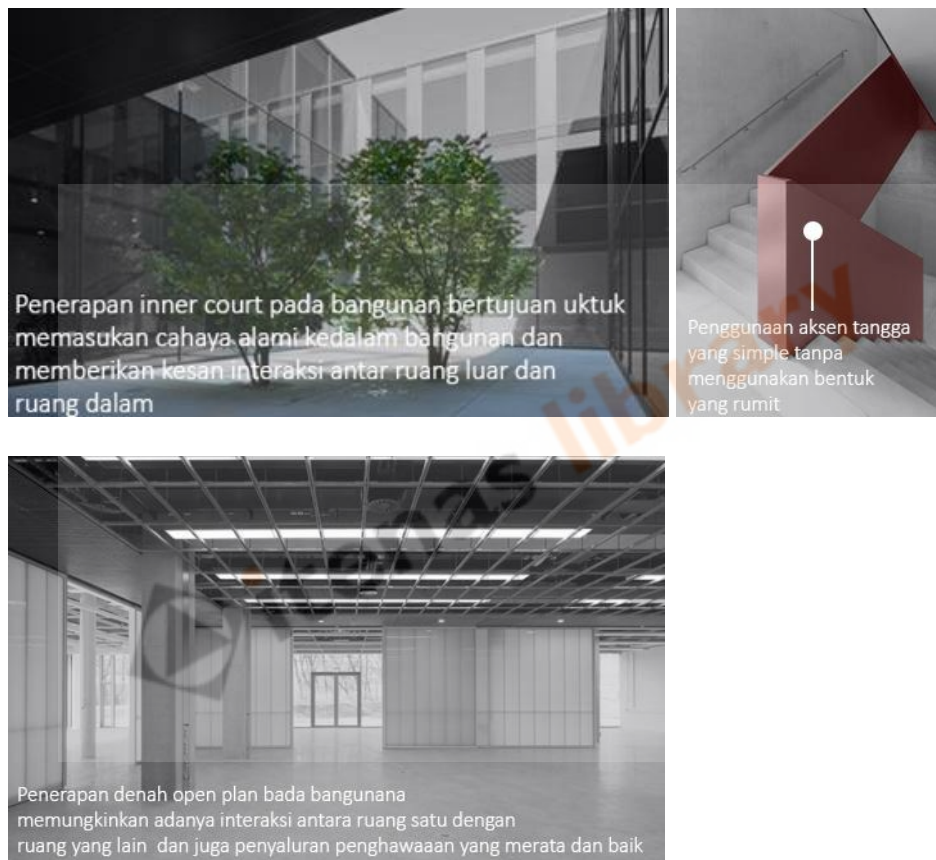 Penerapan inner court pada bangunan bertujuan uktuk
memasukan cahaya alami kedalam bangunan dan
memberikan kesan interaksi antar ruang luar dan
ruang dalam
Penggunaan aksen tangga
yang simple tanpa
menggunakan bentuk
yang rumit
itenas library
Penerapan denah open plan bada bangunana
memungkinkan adanya interaksi antara ruang satu dengan
ruang yang lain dan juga penyaluran penghawaaan yang merata dan baik